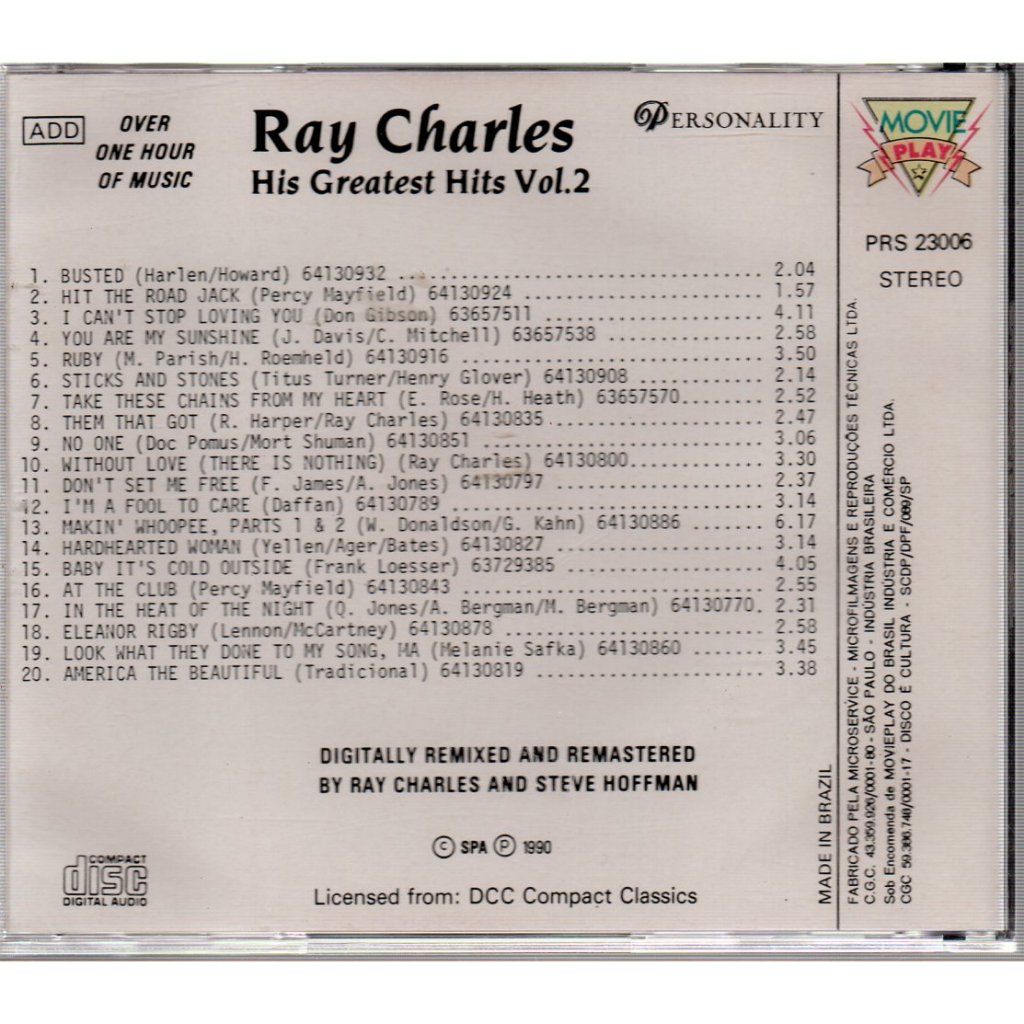 ADD
OVER
ONE HOUR
OF MUSIC
Ray Charles
His Greatest Hits Vol.2
PERSONALITY
MOVIE
PLAY
PRS 23006
STEREO
1. BUSTED (Harlen/Howard) 64130932 ........................................ 2.04
2. HIT THE ROAD JACK (Percy Mayfield) 64130924 .......................... 1.57
3. I CAN'T STOP LOVING YOU (Don Gibson) 63657511 ........................ 4.11
4. YOU ARE MY SUNSHINE (J. Davis/C. Mitchell) 63657538 ................. 2.58
5. RUBY (M. Parish/H. Roemheld) 64130916 ................................ 3.50
6. STICKS AND STONES (Titus Turner/Henry Glover) 64130908 .............. 2.14
7. TAKE THESE CHAINS FROM MY HEART (E. Rose/H. Heath) 63657570........ 2.52
8. THEM THAT GOT (R. Harper/Ray Charles) 64130835 ...................... 2.47
9. NO ONE (Doc Pomus/Mort Shuman) 64130851 ............................. 3.06
10. WITHOUT LOVE (THERE IS NOTHING) (Ray Charles) 64130800............. 3.30
11. DON'T SET ME FREE (F. James/A. Jones) 64130797 ..................... 2.37
12. I'M A FOOL TO CARE (Daffan) 64130789 ............................... 3.14
13. MAKIN' WHOOPEE, PARTS 1 & 2 (W. Donaldson/G. Kahn) 64130886 ....... 6.17
14. HARDHEARTED WOMAN (Yellen/Ager/Bates) 64130827 .................... 3.14
15. BABY IT'S COLD OUTSIDE (Frank Loesser) 63729385 ................... 4.05
16. AT THE CLUB (Percy Mayfield) 64130843 .............................. 2.55
17. IN THE HEAT OF THE NIGHT (Q. Jones/A. Bergman/M. Bergman) 64130770. 2.31
18. ELEANOR RIGBY (Lennon/McCartney) 64130878 ......................... 2.58
19. LOOK WHAT THEY DONE TO MY SONG, MA (Melanie Safka) 64130860 ....... 3.45
20. AMERICA THE BEAUTIFUL (Tradicional) 64130819 ...................... 3.38
DIGITALLY REMIXED AND REMASTERED
BY RAY CHARLES AND STEVE HOFFMAN
© SPA ℗ 1990
Licensed from: DCC Compact Classics
COMPACT
disc
DIGITAL AUDIO
MADE IN BRAZIL
FABRICADO PELA MICROSERVICE - MICROFILMAGENS E REPRODUÇÕES TÉCNICAS LTDA.
C.G.C. 43.359.926/0001-80 - SÃO PAULO - INDÚSTRIA BRASILEIRA
Sob Encomenda de MOVIEPLAY DO BRASIL INDÚSTRIA E COMÉRCIO LTDA.
CGC 59.386.748/0001-17 - DISCO É CULTURA - SCDP/DPF/089/SP